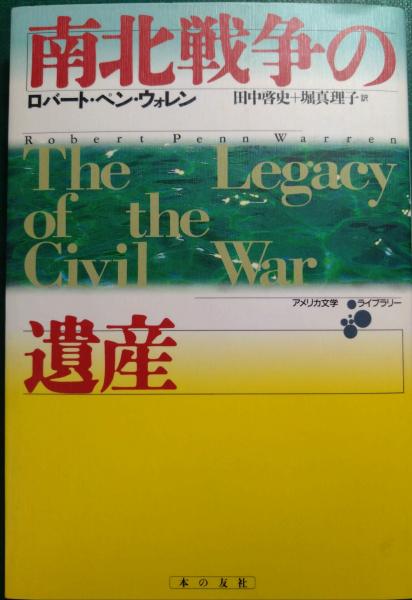 南北戦争の
ロバート・ペン・ウォレン 田中啓史+堀真理子・訳
Robert Penn Warren
The Legacy
of the
Civil War
アメリカ文学 ライブラリー
遺産
本の友社